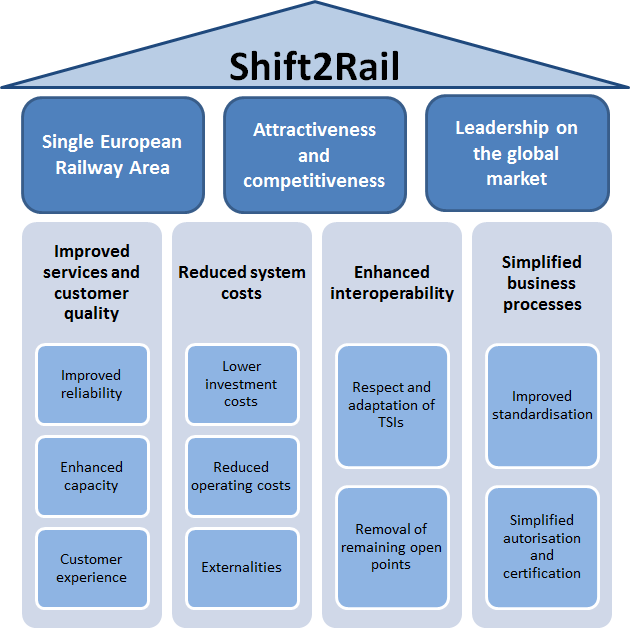 Shift2Rail
Single European
Railway Area
Attractiveness
and
competitiveness
Leadership on
the global
market
Improved
services and
customer
quality
Improved
reliability
Enhanced
capacity
Customer
experience
Reduced system
costs
Lower
investment
costs
Reduced
operating costs
Externalities
Enhanced
interoperability
Respect and
adaptation of
TSIs
Removal of
remaining open
points
Simplified
business
processes
Improved
standardisation
Simplified
autorisation and
certification